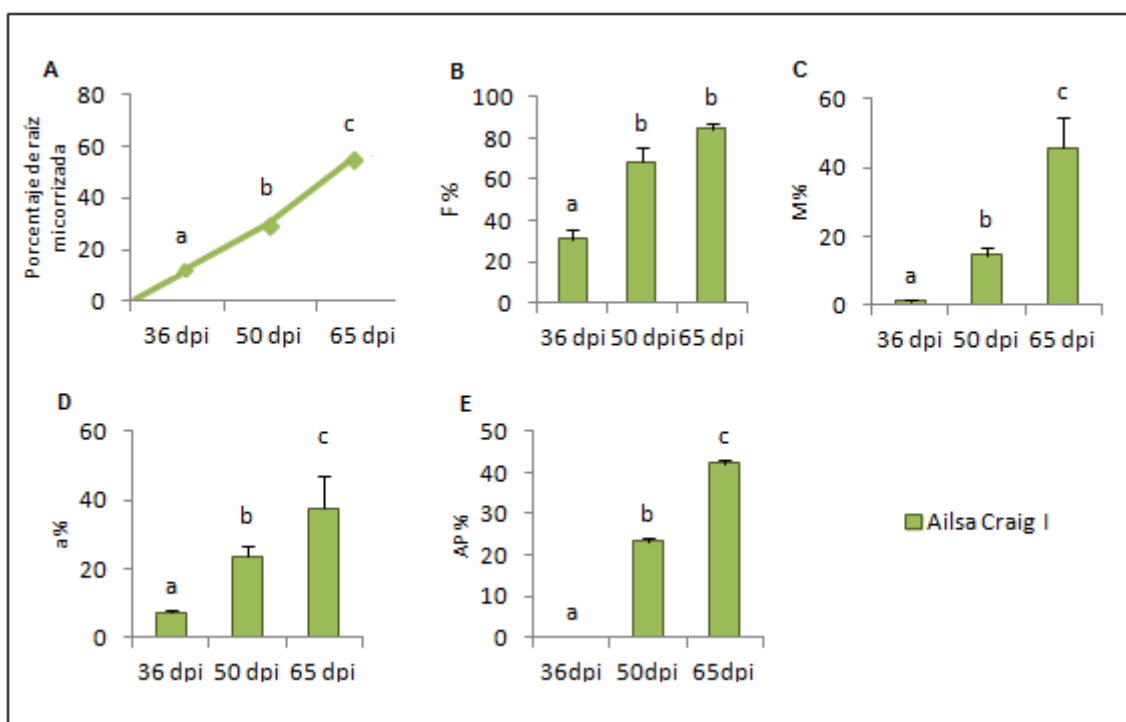 A
Porcentaje de raíz
micorrizada
80
60
40
20
0
a
b
c
36 dpi
50 dpi
65 dpi
B
F %
100
80
60
40
20
0
a
b
b
36 dpi
50 dpi
65 dpi
C
M%
60
40
20
0
a
b
c
36 dpi
50 dpi
65 dpi
D
a%
60
40
20
0
a
b
c
36 dpi
50 dpi
65 dpi
E
AP%
50
40
30
20
10
0
a
b
c
36dpi
50dpi
65dpi
Ailsa Craig I